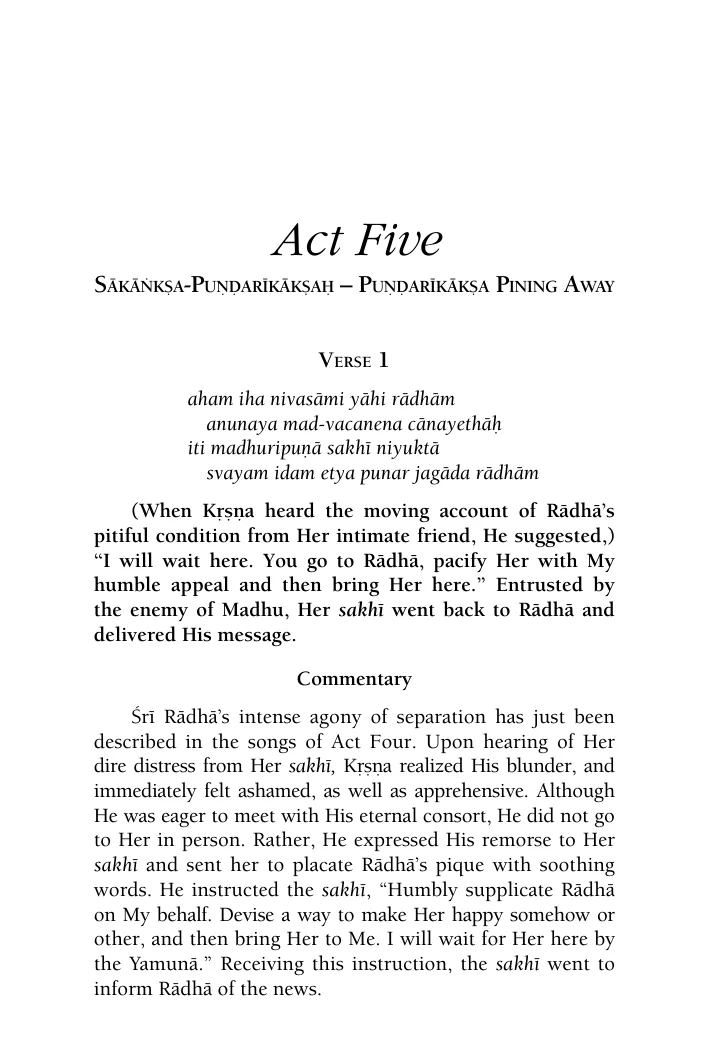 Act Five
Sākāṅkṣa-Puṇḍarīkākṣaḥ – Puṇḍarīkākṣa Pining Away
Verse 1
aham iha nivasāmi yāhi rādhām
anunaya mad-vacanena cānayethāḥ
iti madhuripuṇā sakhī niyuktā
svayam idam etya punar jagāda rādhām
(When Kṛṣṇa heard the moving account of Rādhā’s
pitiful condition from Her intimate friend, He suggested,)
“I will wait here. You go to Rādhā, pacify Her with My
humble appeal and then bring Her here.” Entrusted by
the enemy of Madhu, Her sakhī went back to Rādhā and
delivered His message.
Commentary
Śrī Rādhā’s intense agony of separation has just been
described in the songs of Act Four. Upon hearing of Her
dire distress from Her sakhī, Kṛṣṇa realized His blunder, and
immediately felt ashamed, as well as apprehensive. Although
He was eager to meet with His eternal consort, He did not go
to Her in person. Rather, He expressed His remorse to Her
sakhī and sent her to placate Rādhā’s pique with soothing
words. He instructed the sakhī, “Humbly supplicate Rādhā
on My behalf. Devise a way to make Her happy somehow or
other, and then bring Her to Me. I will wait for Her here by
the Yamunā.” Receiving this instruction, the sakhī went to
inform Rādhā of the news.